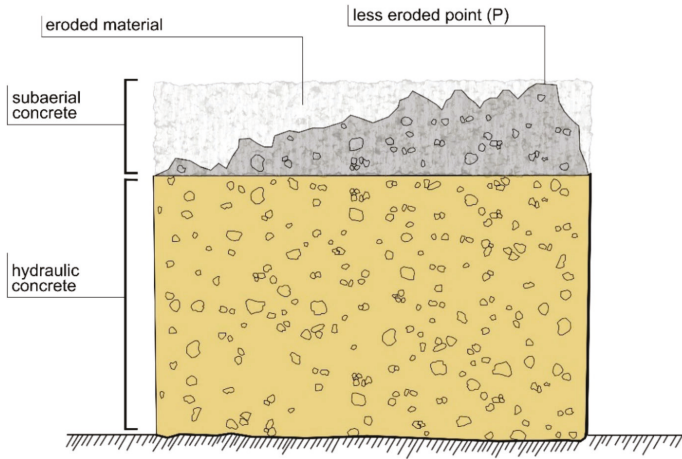 less eroded point (P)
eroded material
subaerial
concrete
hydraulic
concrete